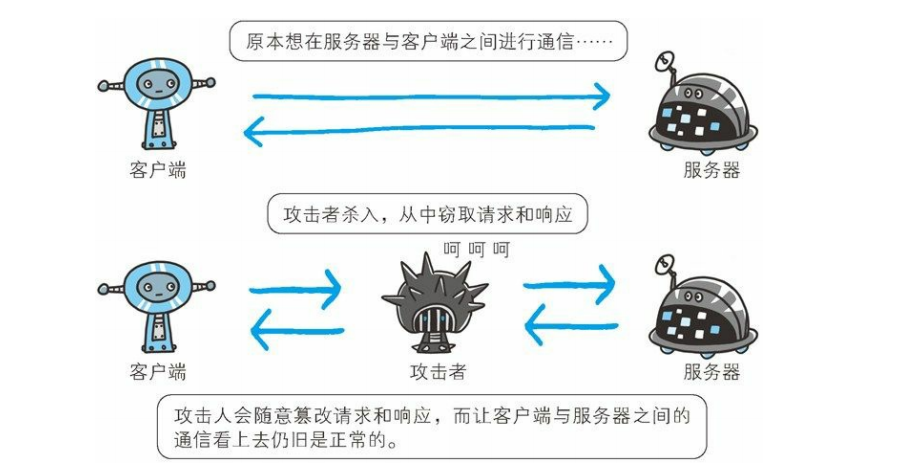 原本想在服务器与客户端之间进行通信……
客户端
服务器
攻击者杀入，从中窃取请求和响应
呵 呵 呵
客户端
攻击者
服务器
攻击人会随意篡改请求和响应，而让客户端与服务器之间的
通信看上去仍旧是正常的。